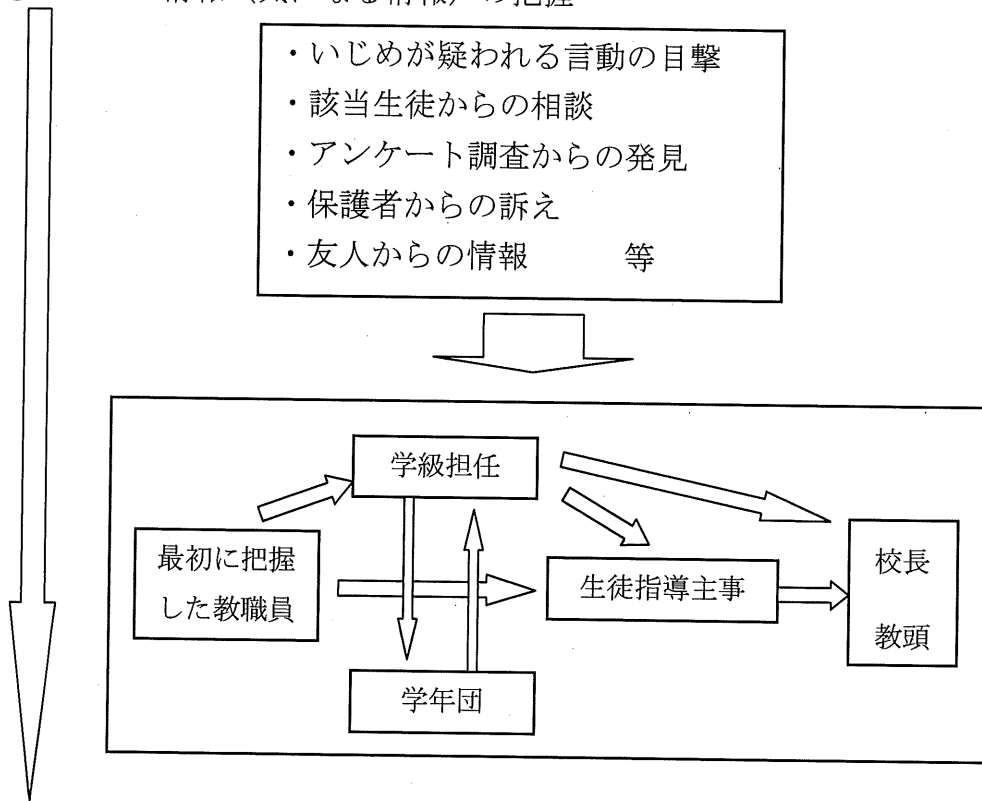 ・いじめが疑われる言動の目撃
・該当生徒からの相談
・アンケート調査からの発見
・保護者からの訴え
・友人からの情報　　　等
学級担任
最初に把握
した教職員
生徒指導主事
校長
教頭
学年団